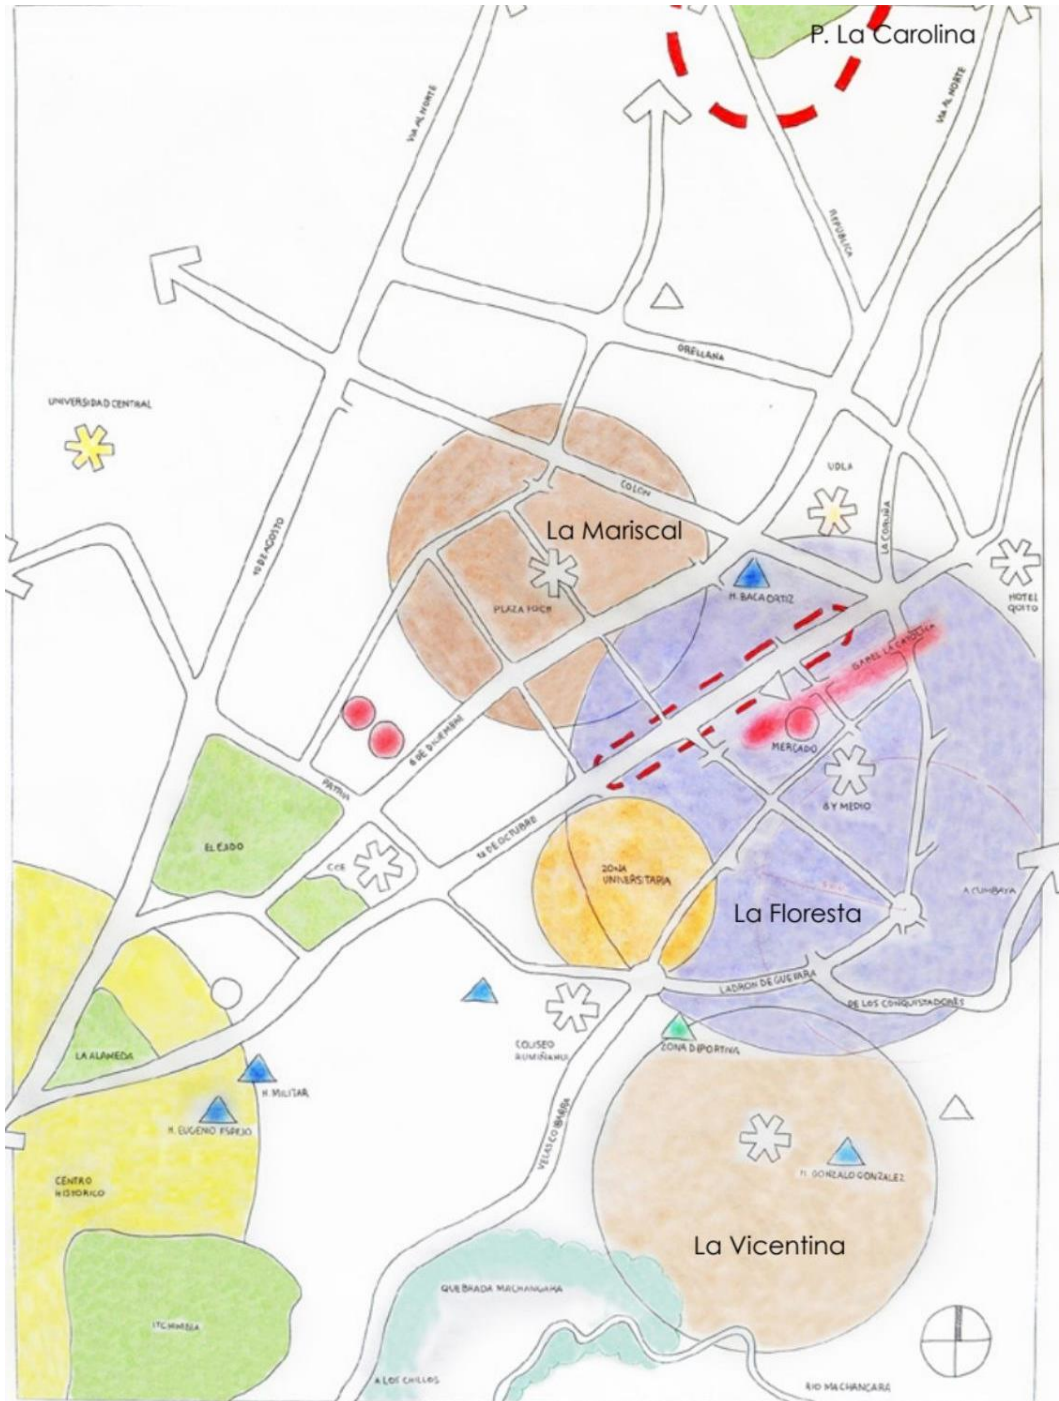 P. La Carolina
VIA AL NORTE
VIA AL NORTE
REPUBLICA
ORELLANA
UNIVERSIDAD CENTRAL
UDLA
COLON
La Mariscal
LA CORUÑA
10 DE AGOSTO
PLAZA FOCH
H. BACA ORTIZ
HOTEL
QUITO
ISABEL LA CATOLICA
6 DE DICIEMBRE
MERCADO
PATRIA
8 Y MEDIO
12 DE OCTUBRE
EL EJIDO
CCE
ZONA
UNIVERSITARIA
A CUMBAYA
La Floresta
LADRON DE GUEVARA
DE LOS CONQUISTADORES
COLISEO
RUMIÑAHUI
ZONA DEPORTIVA
LA ALAMEDA
H. MILITAR
H. EUGENIO ESPEJO
VELASCO IBARRA
H. GONZALO GONZALEZ
CENTRO
HISTORICO
La Vicentina
QUEBRADA MACHANGARA
ITCHIMBIA
A LOS CHILLOS
RIO MACHANGARA